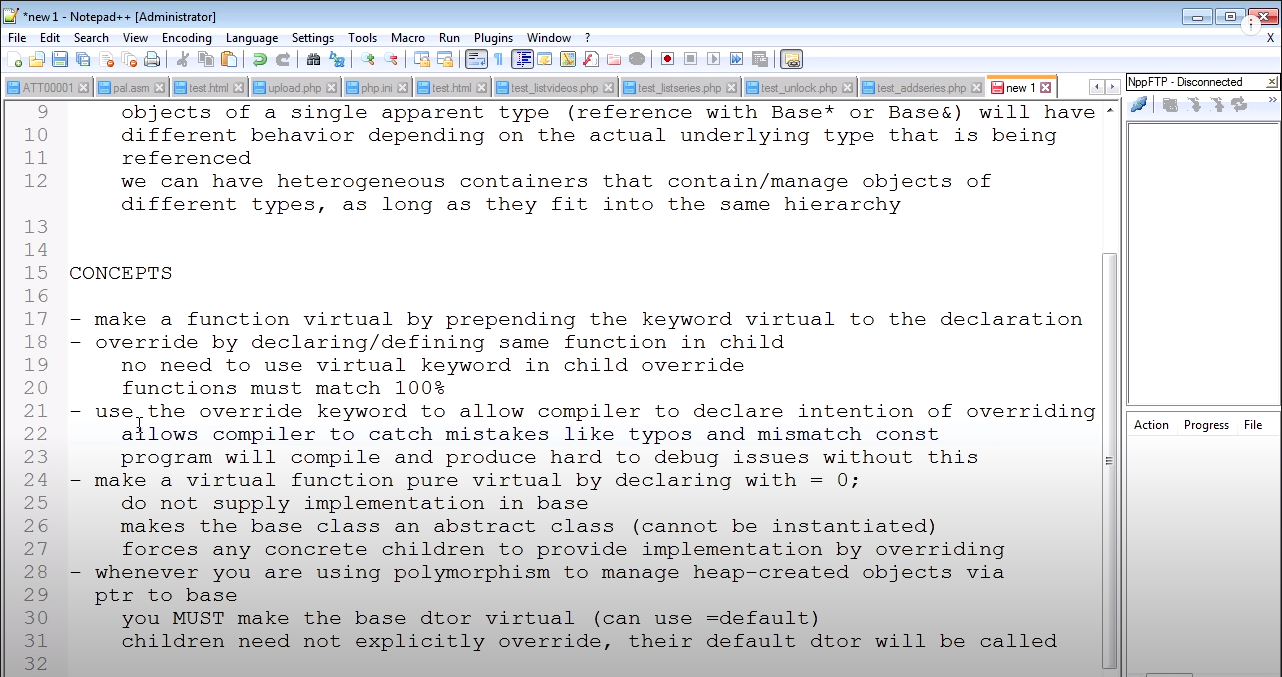 *new 1 - Notepad++ [Administrator]
File Edit Search View Encoding Language Settings Tools Macro Run Plugins Window ? X
ATT00001 pal.asm test.html upload.php php.ini test.html test_listvideos.php test_listseries.php test_unlock.php test_addseries.php new 1
NppFTP - Disconnected
9 objects of a single apparent type (reference with Base* or Base&) will have
10 different behavior depending on the actual underlying type that is being
11 referenced
12 we can have heterogeneous containers that contain/manage objects of
different types, as long as they fit into the same hierarchy
13
14
15 CONCEPTS
16
17 - make a function virtual by prepending the keyword virtual to the declaration
18 - override by declaring/defining same function in child
19 no need to use virtual keyword in child override
20 functions must match 100%
21 - use the override keyword to allow compiler to declare intention of overriding
22 allows compiler to catch mistakes like typos and mismatch const
23 program will compile and produce hard to debug issues without this
24 - make a virtual function pure virtual by declaring with = 0;
25 do not supply implementation in base
26 makes the base class an abstract class (cannot be instantiated)
27 forces any concrete children to provide implementation by overriding
28 - whenever you are using polymorphism to manage heap-created objects via
29 ptr to base
30 you MUST make the base dtor virtual (can use =default)
31 children need not explicitly override, their default dtor will be called
32
Action Progress File